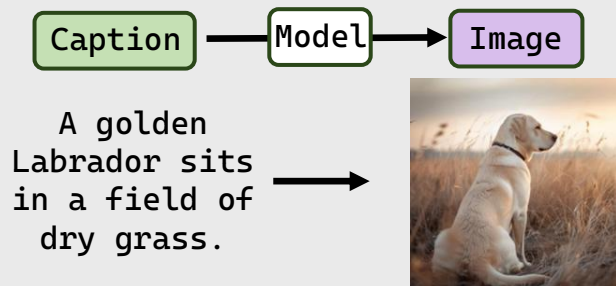 Caption
Model
Image
A golden
Labrador sits
in a field of
dry grass.